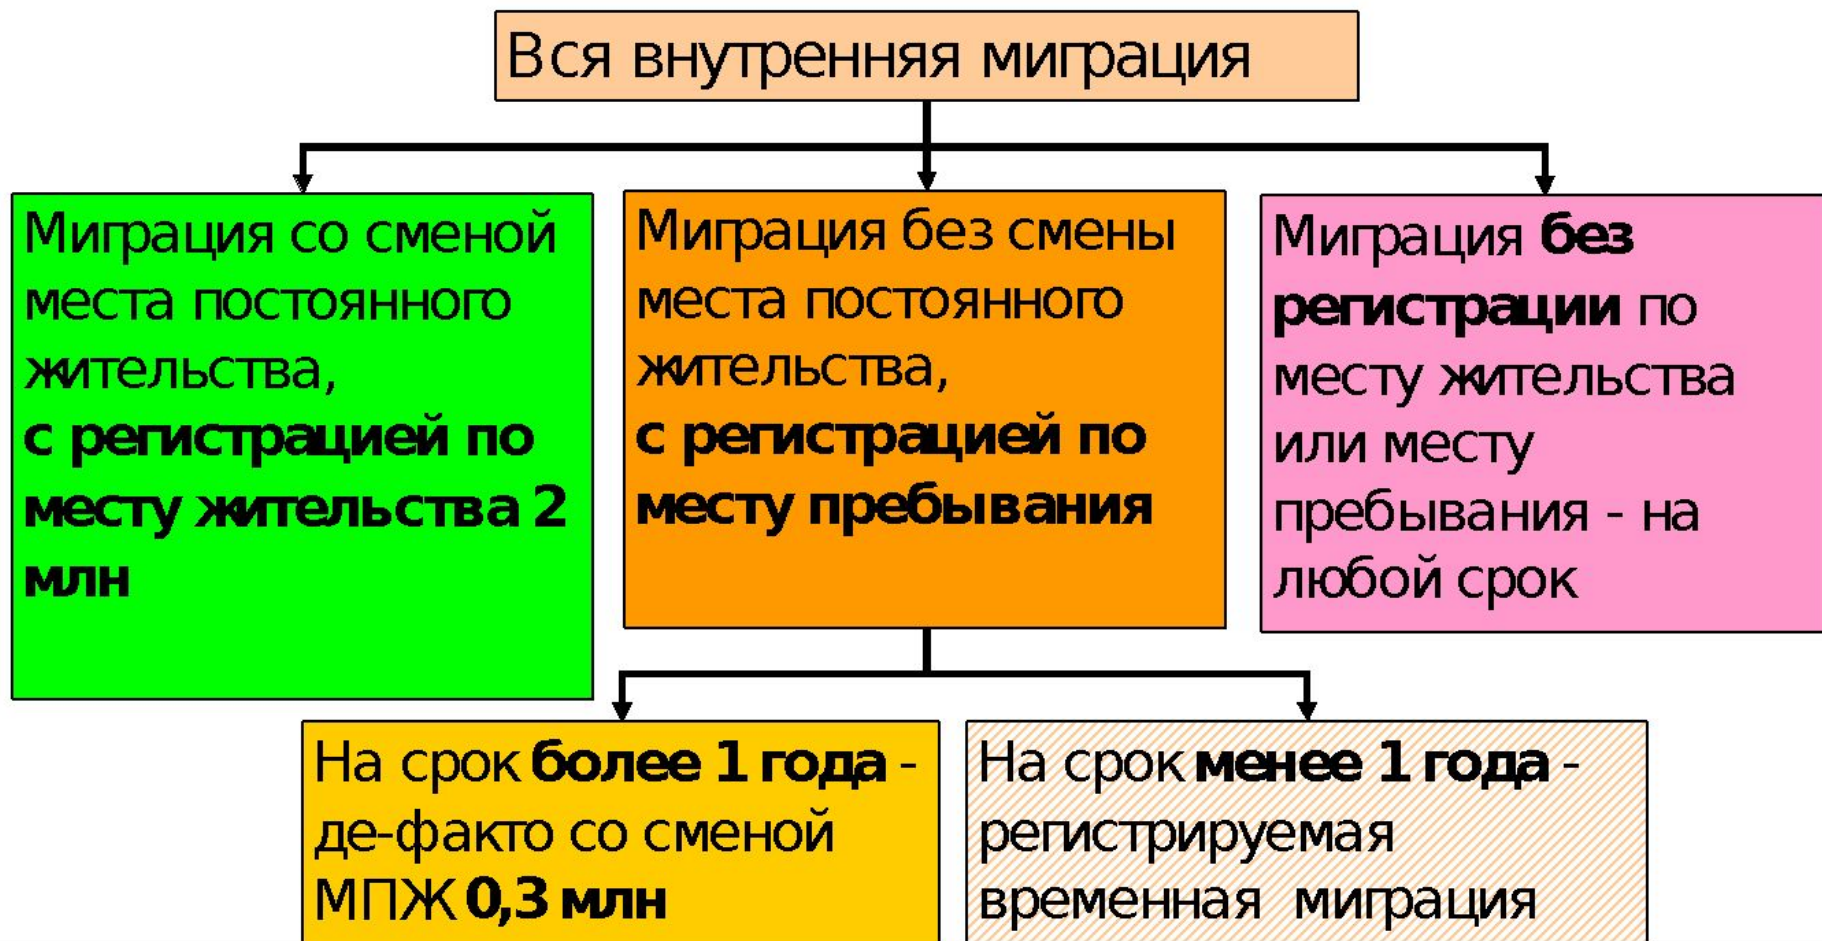 Вся внутренняя миграция
Миграция со сменой
места постоянного
жительства,
с регистрацией по
месту жительства 2
млн
Миграция без смены
места постоянного
жительства,
с регистрацией по
месту пребывания
Миграция без
регистрации по
месту жительства
или месту
пребывания - на
любой срок
На срок более 1 года -
де-факто со сменой
МПЖ 0,3 млн
На срок менее 1 года -
регистрируемая
временная миграция